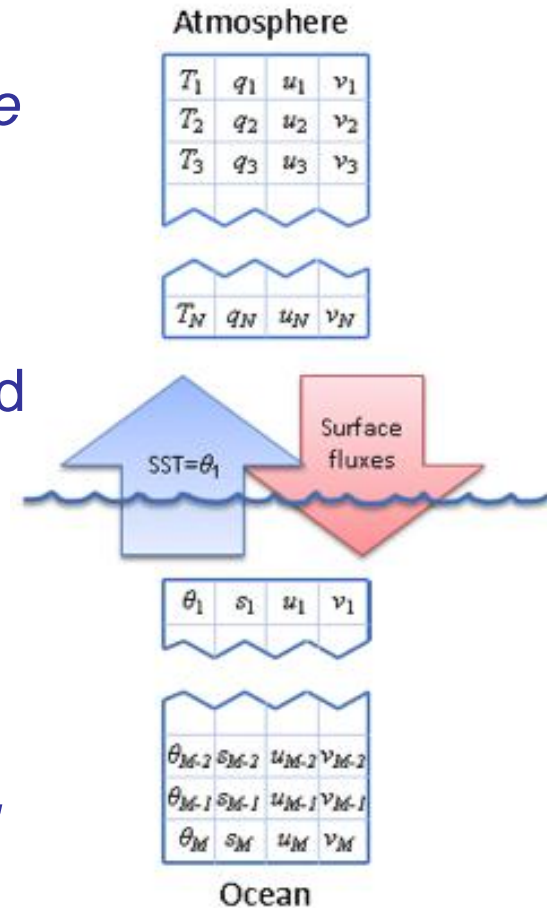 Atmosphere
e
T1 q1 u1 v1
T2 q2 u2 v2
T3 q3 u3 v3
TN qN uN vN
d
Surface
fluxes
SST=θ1
θ1 s1 u1 v1
θM-2 sM-2 uM-2 vM-2
θM-1 sM-1 uM-1 vM-1
θM sM uM vM
Ocean